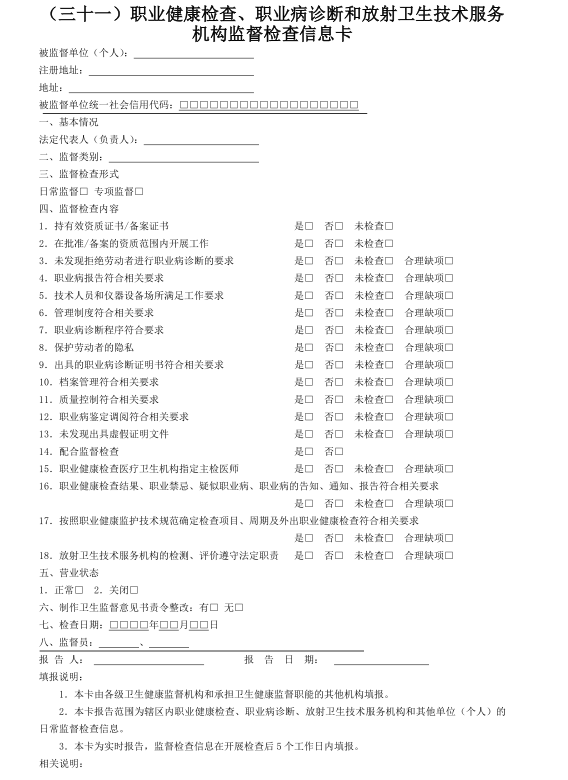 （三十一）职业健康检查、职业病诊断和放射卫生技术服务
机构监督检查信息卡
被监督单位（个人）：
注册地址：
地址：
被监督单位统一社会信用代码：□□□□□□□□□□□□□□□□□□
一、基本情况
法定代表人（负责人）：
二、监督类别：
三、监督检查形式
日常监督□ 专项监督□
四、监督检查内容
1．持有效资质证书/备案证书 是□ 否□ 未检查□
2．在批准/备案的资质范围内开展工作 是□ 否□ 未检查□
3．未发现拒绝劳动者进行职业病诊断的要求 是□ 否□ 未检查□ 合理缺项□
4．职业病报告符合相关要求 是□ 否□ 未检查□ 合理缺项□
5．技术人员和仪器设备场所满足工作要求 是□ 否□ 未检查□ 合理缺项□
6．管理制度符合相关要求 是□ 否□ 未检查□ 合理缺项□
7．职业病诊断程序符合要求 是□ 否□ 未检查□ 合理缺项□
8．保护劳动者的隐私 是□ 否□ 未检查□ 合理缺项□
9．出具的职业病诊断证明书符合相关要求 是□ 否□ 未检查□ 合理缺项□
10．档案管理符合相关要求 是□ 否□ 未检查□ 合理缺项□
11．质量控制符合相关要求 是□ 否□ 未检查□ 合理缺项□
12．职业病鉴定调阅符合相关要求 是□ 否□ 未检查□ 合理缺项□
13．未发现出具虚假证明文件 是□ 否□ 未检查□ 合理缺项□
14．配合监督检查 是□ 否□
15．职业健康检查医疗卫生机构指定主检医师 是□ 否□ 未检查□ 合理缺项□
16．职业健康检查结果、职业禁忌、疑似职业病、职业病的告知、通知、报告符合相关要求
是□ 否□ 未检查□ 合理缺项□
17．按照职业健康监护技术规范确定检查项目、周期及外出职业健康检查符合相关要求
是□ 否□ 未检查□ 合理缺项□
18．放射卫生技术服务机构的检测、评价遵守法定职责 是□ 否□ 未检查□ 合理缺项□
五、营业状态
1．正常□ 2．关闭□
六、制作卫生监督意见书责令整改：有□ 无□
七、检查日期：□□□□年□□月□□日
八、监督员：________、________
报 告 人： 报 告 日 期：
填报说明：
1．本卡由各级卫生健康监督机构和承担卫生健康监督职能的其他机构填报。
2．本卡报告范围为辖区内职业健康检查、职业病诊断、放射卫生技术服务机构和其他单位（个人）的
日常监督检查信息。
3．本卡为实时报告，监督检查信息在开展检查后 5 个工作日内填报。
相关说明：